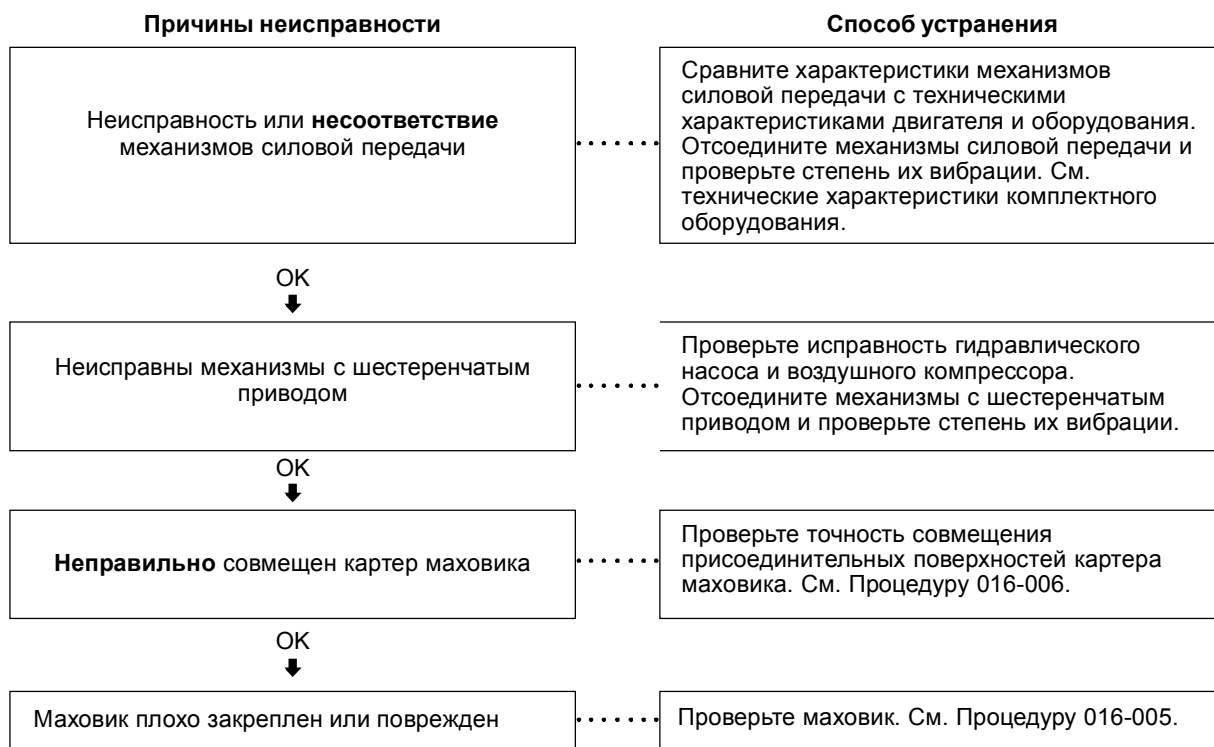 Причины неисправности
Способ устранения
Неисправность или несоответствие
механизмов силовой передачи
Сравните характеристики механизмов
силовой передачи с техническими
характеристиками двигателя и оборудования.
Отсоедините механизмы силовой передачи и
проверьте степень их вибрации. См.
технические характеристики комплектного
оборудования.
OK
Неисправны механизмы с шестеренчатым
приводом
Проверьте исправность гидравлического
насоса и воздушного компрессора.
Отсоедините механизмы с шестеренчатым
приводом и проверьте степень их вибрации.
OK
Неправильно совмещен картер маховика
Проверьте точность совмещения
присоединительных поверхностей картера
маховика. См. Процедуру 016-006.
OK
Маховик плохо закреплен или поврежден
Проверьте маховик. См. Процедуру 016-005.